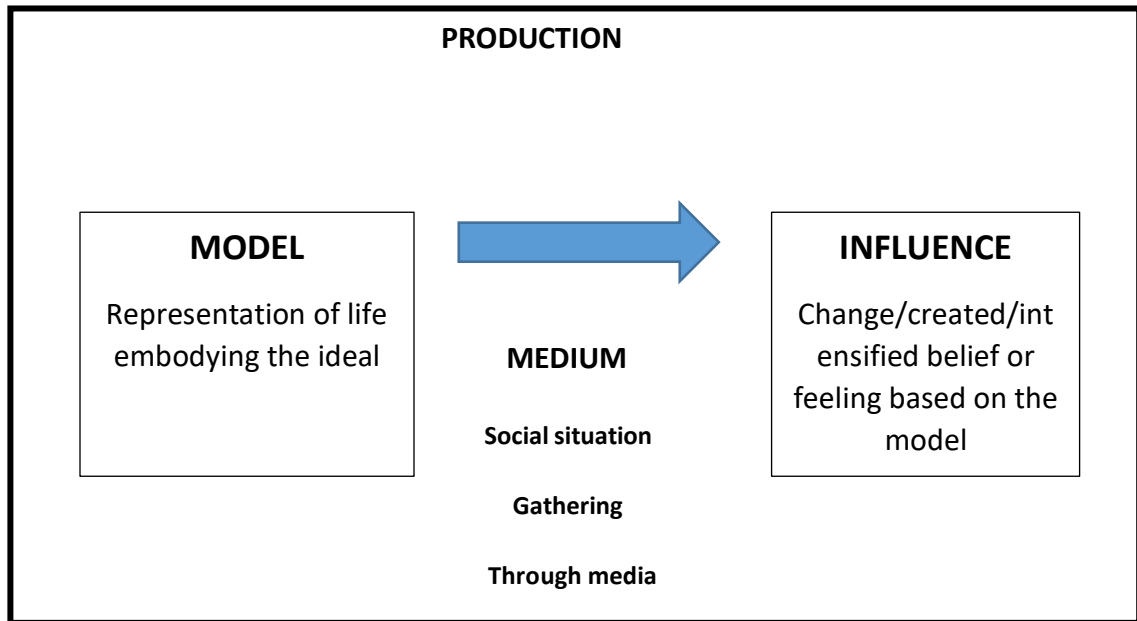 PRODUCTION
MODEL
Representation of life
embodying the ideal
MEDIUM
Social situation
Gathering
Through media
INFLUENCE
Change/created/int
ensified belief or
feeling based on the
model